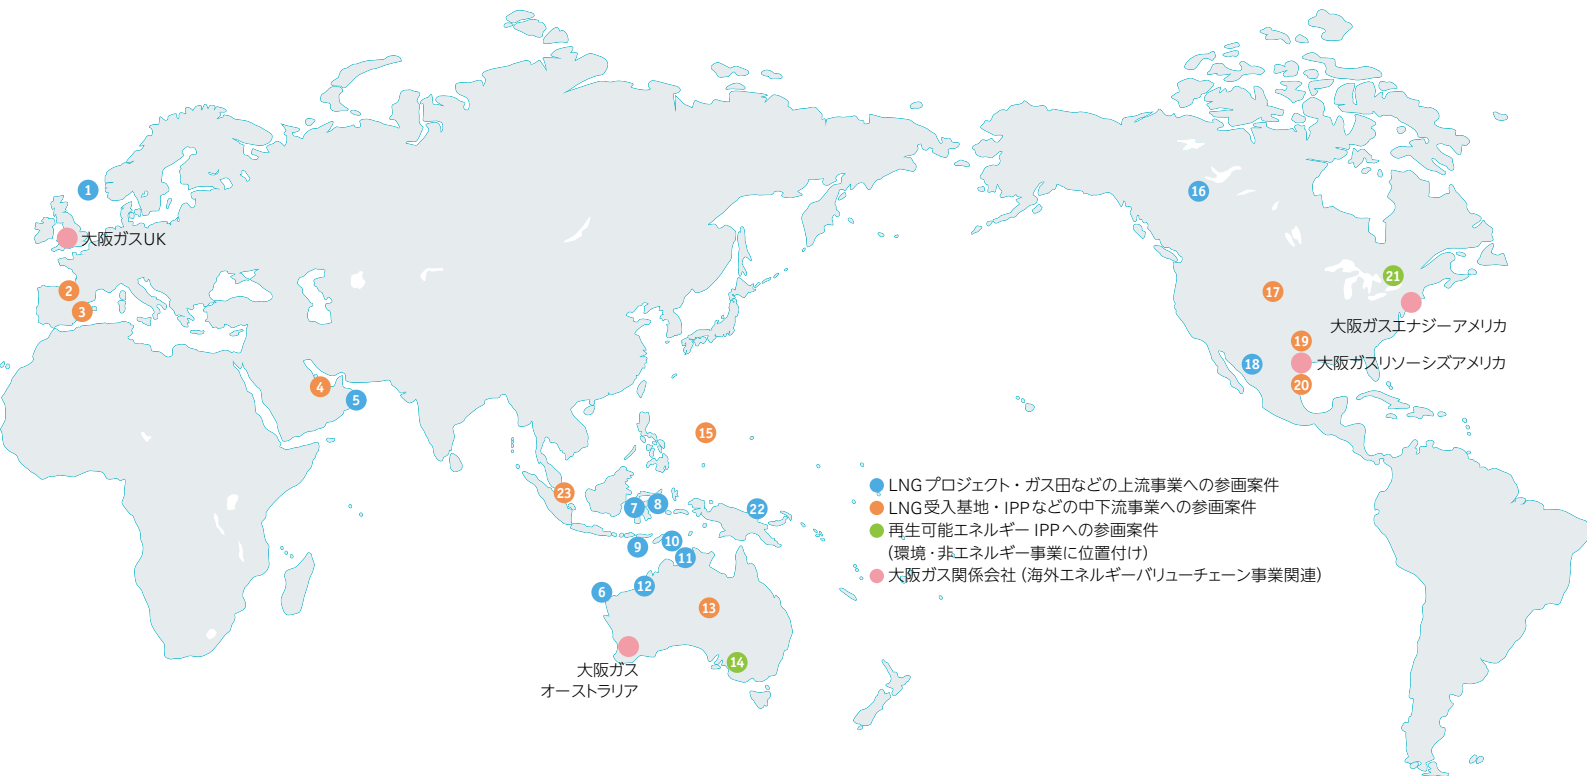 1
16
大阪ガスUK
21
2
17
3
大阪ガスエナジーアメリカ
19
18
大阪ガスリソーシズアメリカ
4
20
5
15
23
7
8
22
LNGプロジェクト・ガス田などの上流事業への参画案件
LNG受入基地・IPPなどの中下流事業への参画案件
再生可能エネルギーIPPへの参画案件
（環境・非エネルギー事業に位置付け）
大阪ガス関係会社（海外エネルギーバリューチェーン事業関連）
9
10
11
6
12
13
14
大阪ガス
オーストラリア